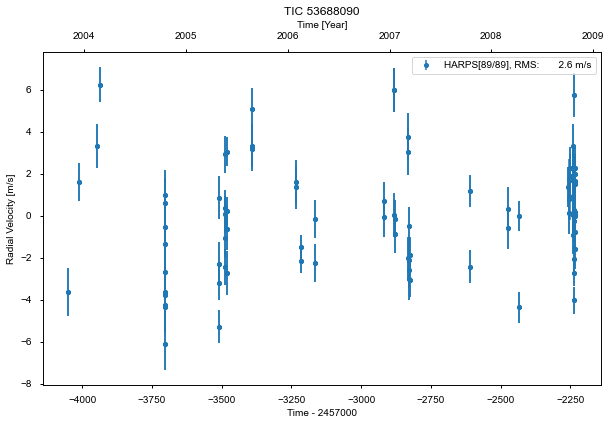 TIC 53688090
Time [Year]
2004 2005 2006 2007 2008 2009
HARPS[89/89], RMS: 2.6 m/s
Radial Velocity [m/s]
6
4
2
0
−2
−4
−6
−8
−4000 −3750 −3500 −3250 −3000 −2750 −2500 −2250
Time - 2457000